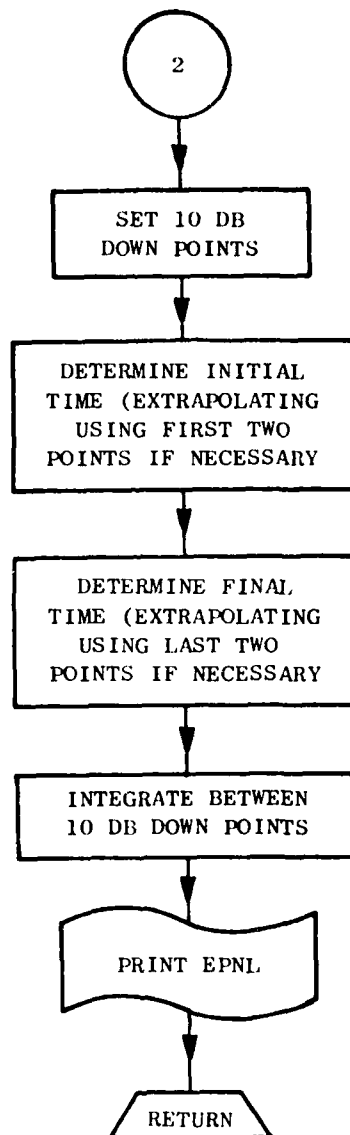 2
SET 10 DB
DOWN POINTS
DETERMINE INITIAL
TIME (EXTRAPOLATING
USING FIRST TWO
POINTS IF NECESSARY
DETERMINE FINAL
TIME (EXTRAPOLATING
USING LAST TWO
POINTS IF NECESSARY
INTEGRATE BETWEEN
10 DB DOWN POINTS
PRINT EPNL
RETURN